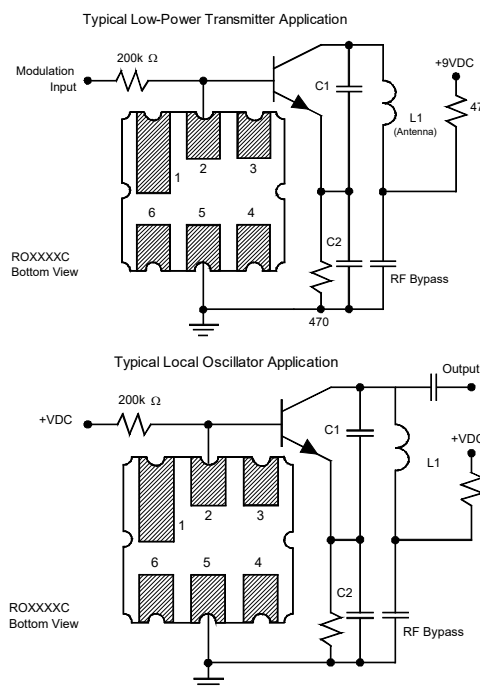 Typical Low-Power Transmitter Application
200k Ω
Modulation
Input
C1
L1
(Antenna)
+9VDC
47
1
2
3
6
5
4
ROXXXXC
Bottom View
C2
RF Bypass
470
Typical Local Oscillator Application
200k Ω
+VDC
C1
Output
+VDC
L1
1
2
3
6
5
4
ROXXXXC
Bottom View
C2
RF Bypass